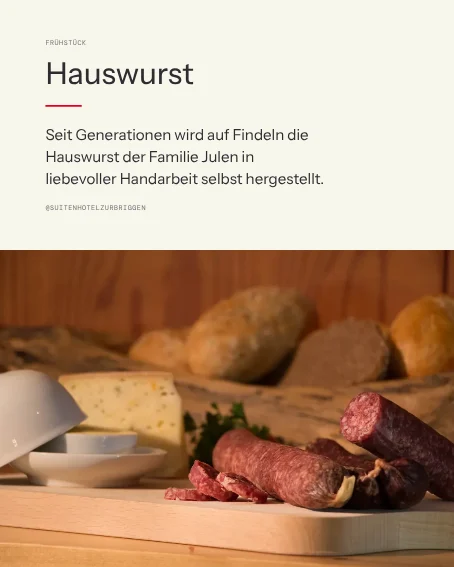 FRÜHSTÜCK
Hauswurst
Seit Generationen wird auf Findeln die
Hauswurst der Familie Julen in
liebevoller Handarbeit selbst hergestellt.
@SUITENHOTELZURBRIGGEN